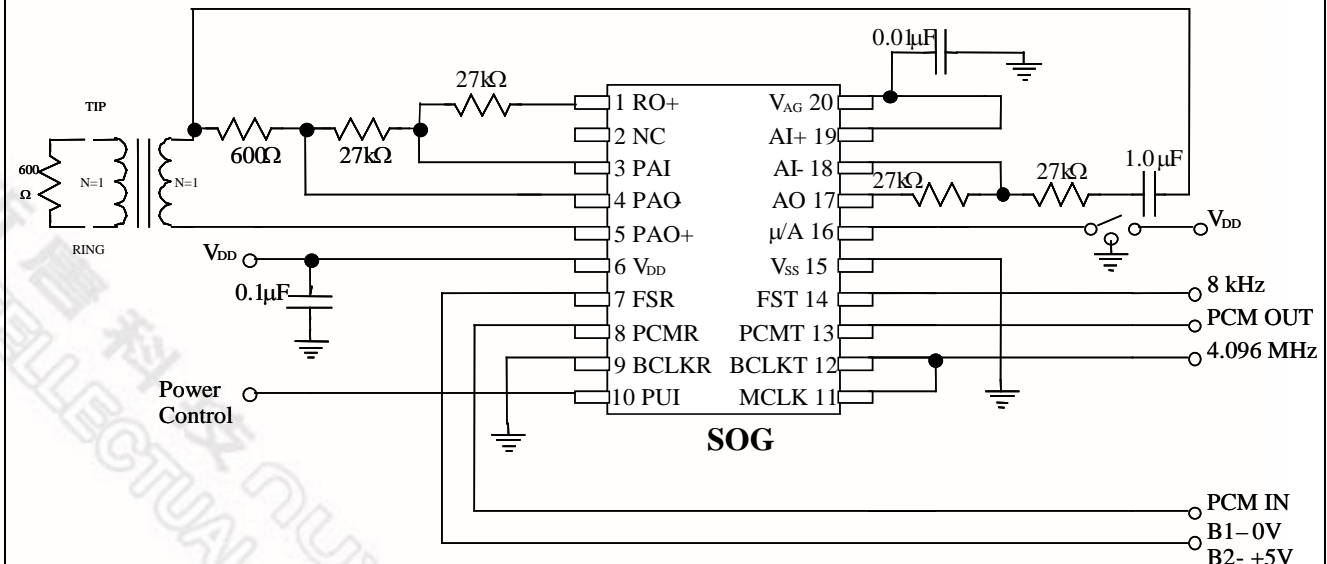 0.01µF
27kΩ
TIP
600Ω
27kΩ
600
Ω
N=1
N=1
RING
1 RO+
2 NC
3 PAI
4 PAO-
5 PAO+
6 VDD
7 FSR
8 PCMR
9 BCLKR
10 PUI
VAG 20
AI+ 19
AI- 18
AO 17
µ/A 16
VSS 15
FST 14
PCMT 13
BCLKT 12
MCLK 11
27kΩ
27kΩ
1.0µF
VDD
VDD
0.1µF
8 kHz
PCM OUT
4.096 MHz
Power
Control
SOG
PCM IN
B1– 0V
B2- +5V